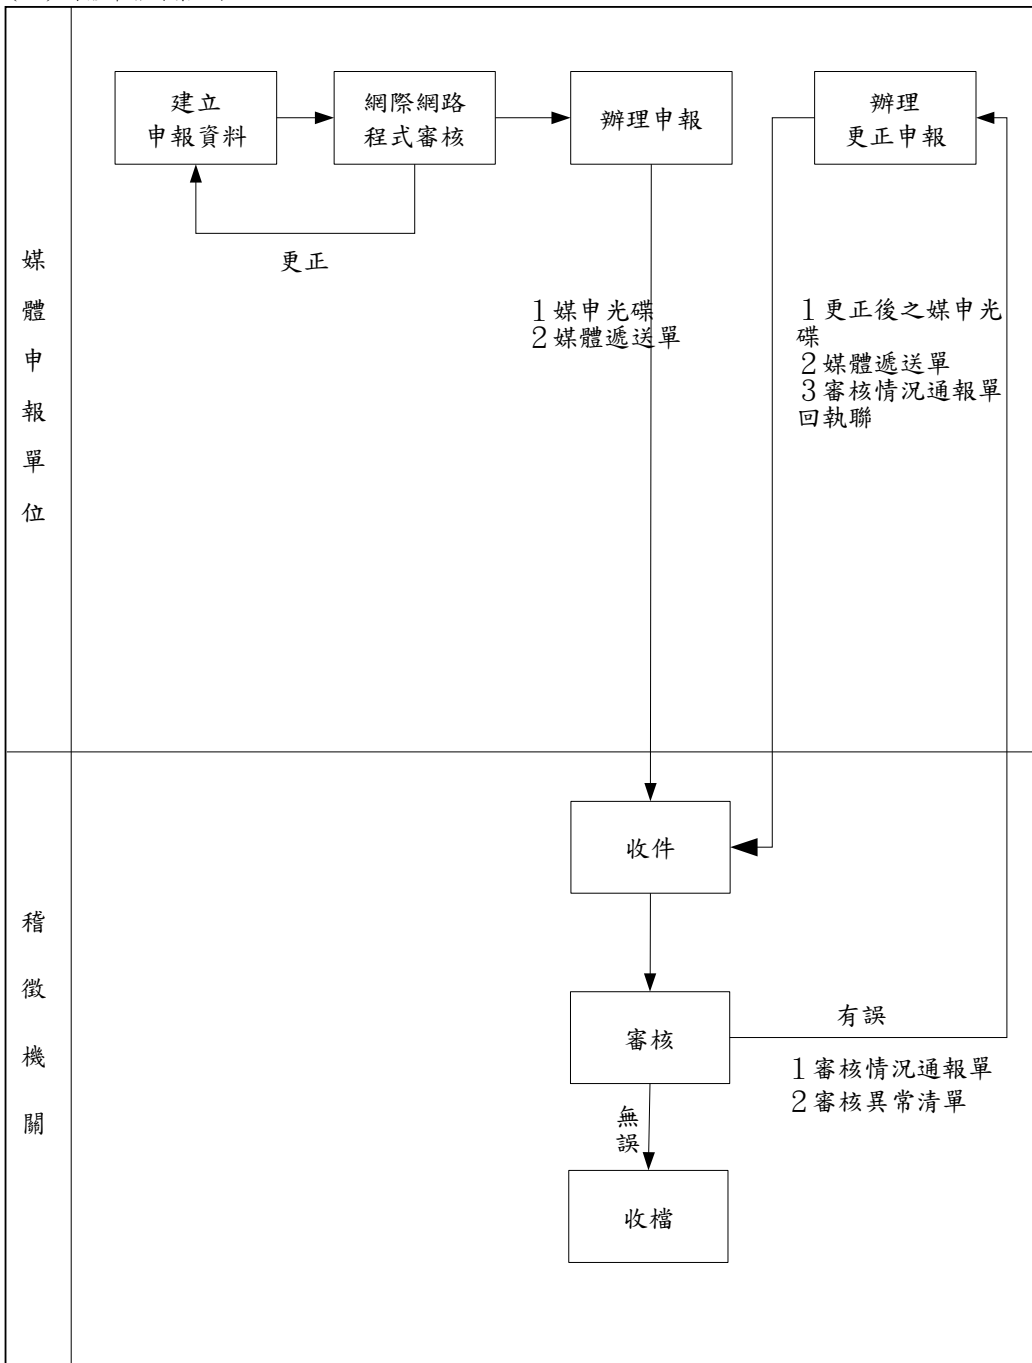 媒體申報單位
建立
申報資料
網際網路
程式審核
辦理申報
辦理
更正申報
更正
１媒申光碟
２媒體遞送單
１更正後之媒申光
碟
２媒體遞送單
３審核情況通報單
回執聯
稽徵機關
收件
審核
有誤
１審核情況通報單
２審核異常清單
無誤
收檔